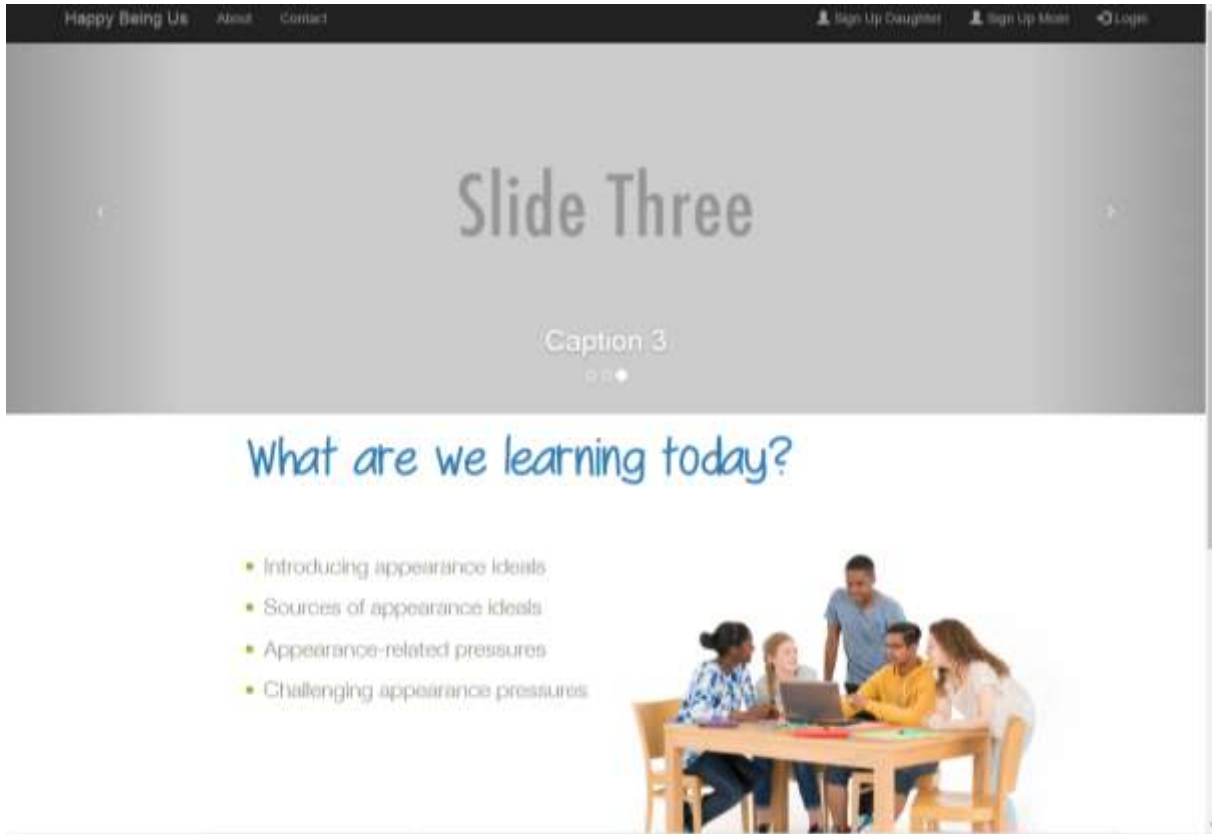 Happy Being Us About Contact Sign Up Daughter Sign Up Mom Login
Slide Three
Caption 3
What are we learning today?
Introducing appearance ideals
Sources of appearance ideals
Appearance-related pressures
Challenging appearance pressures